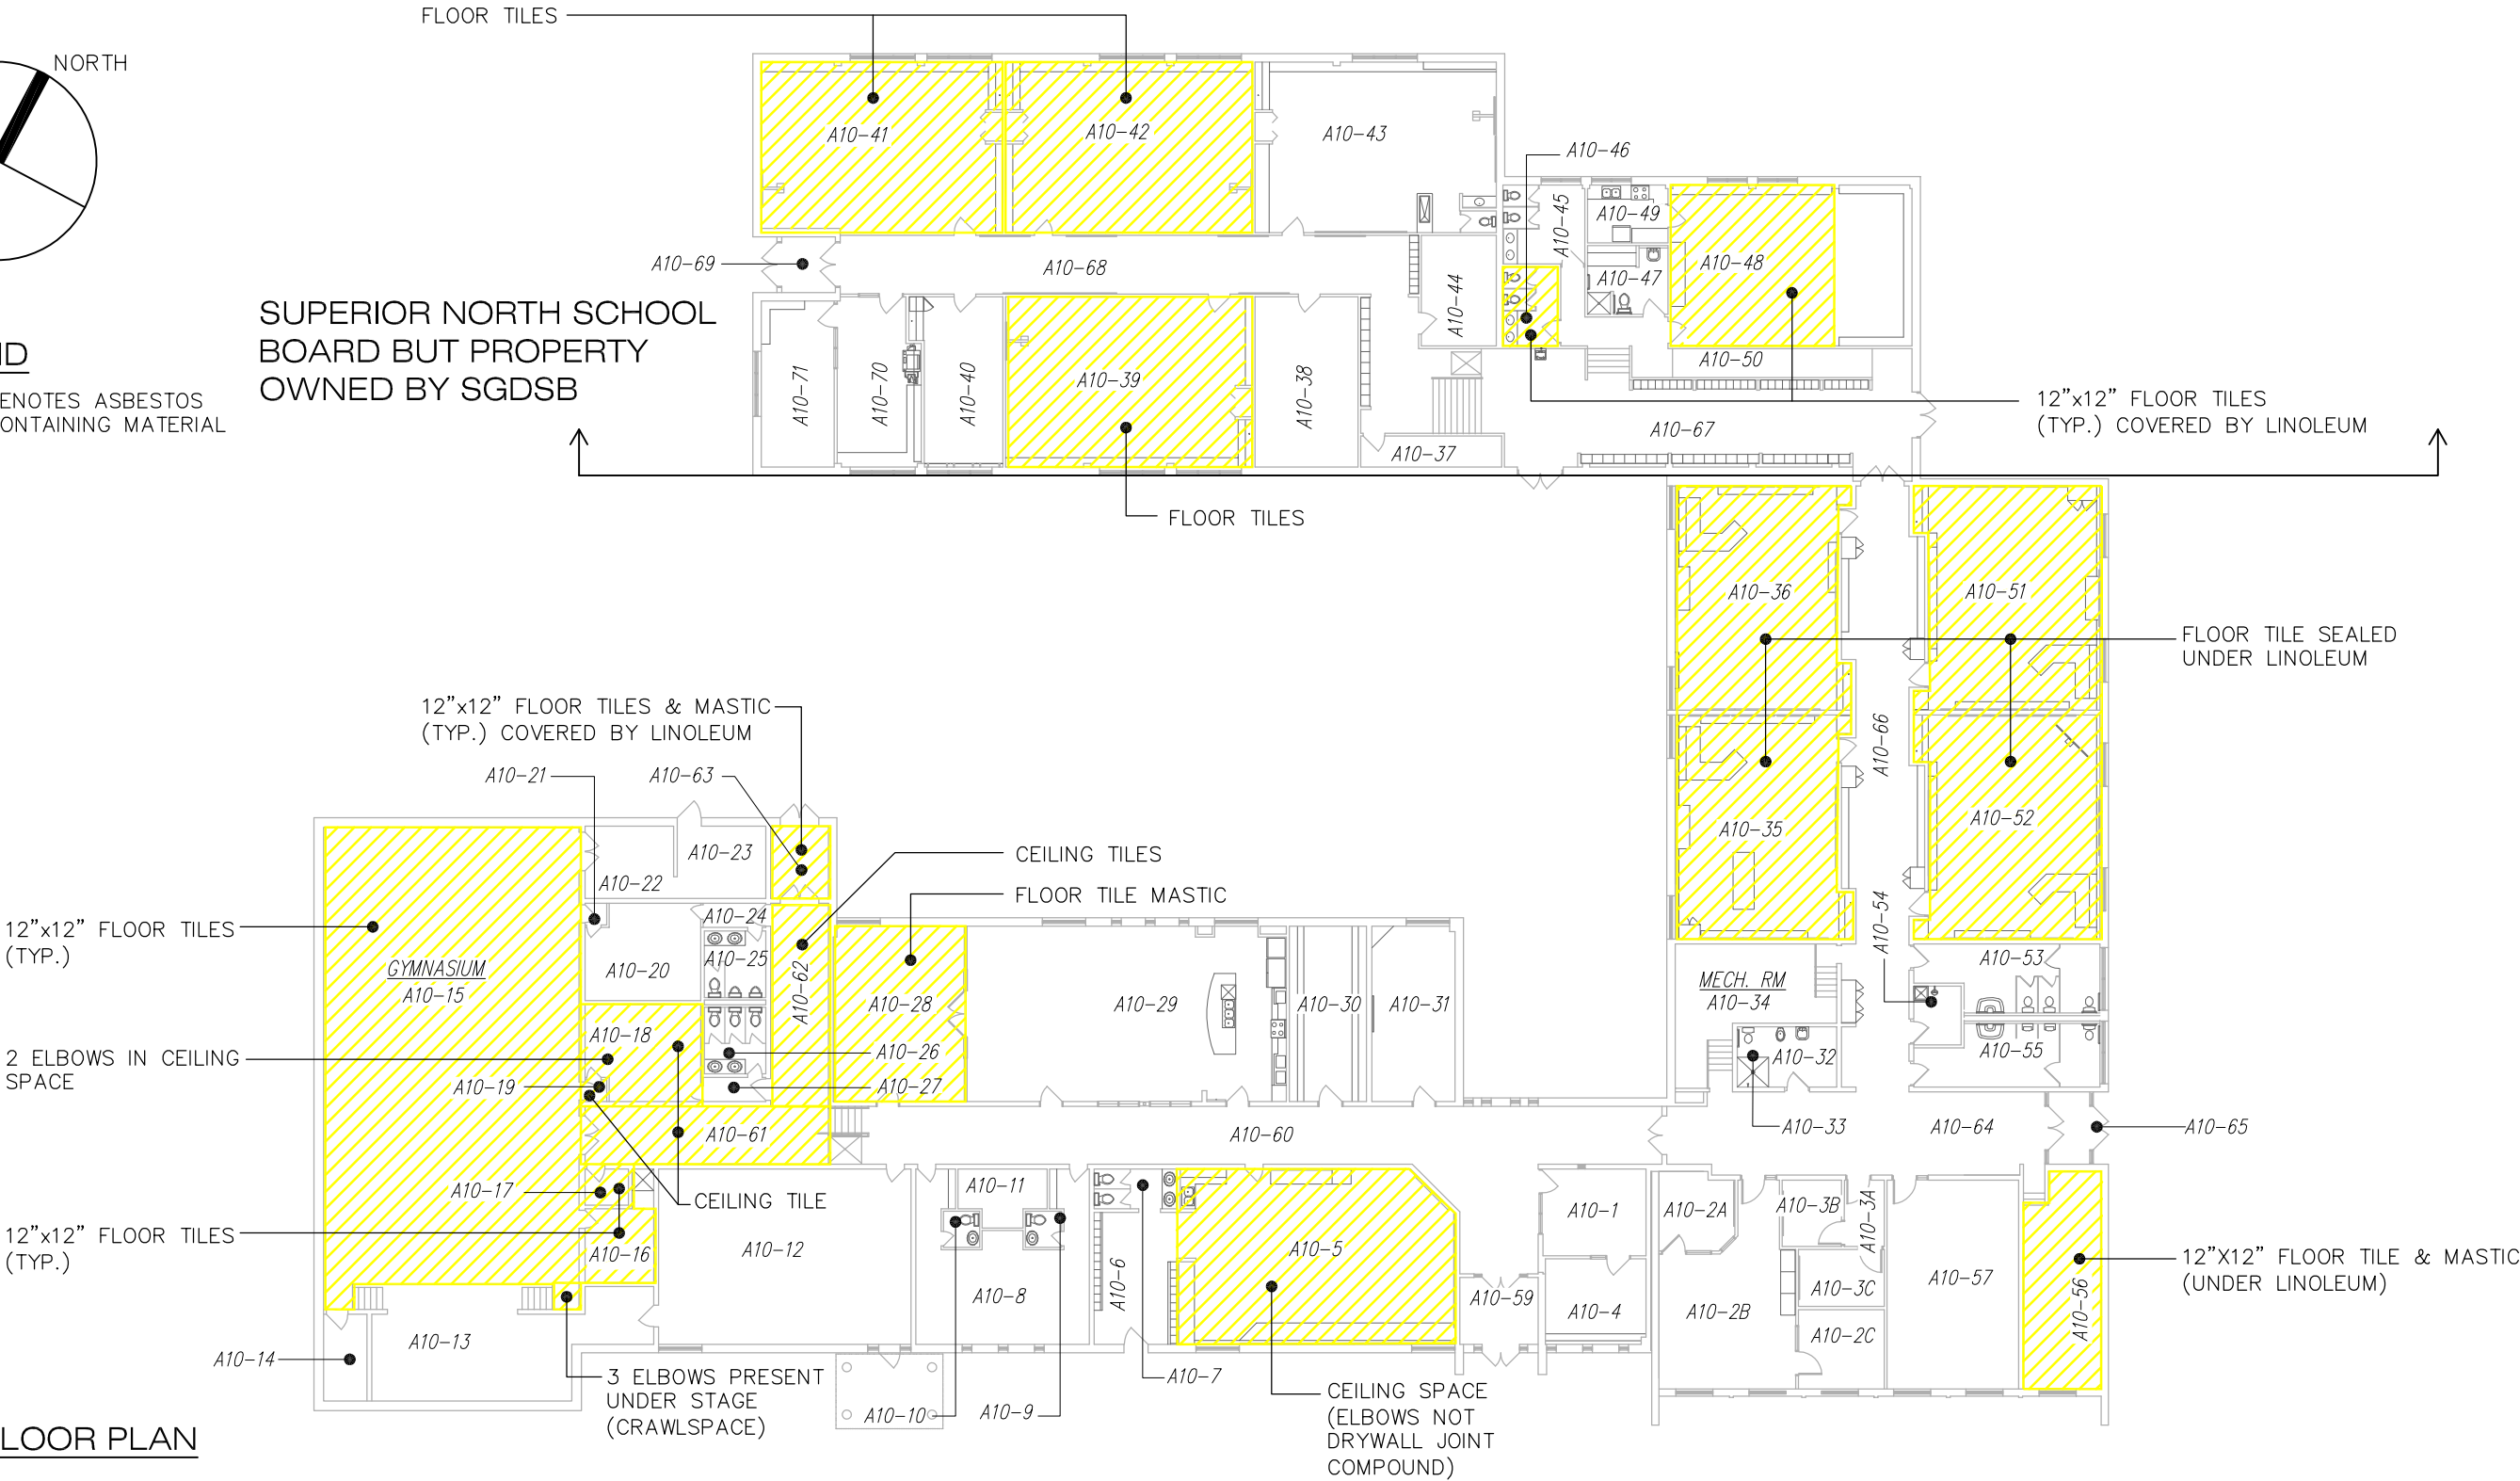 FLOOR TILES
NORTH
A10-41
A10-42
A10-43
A10-46
A10-45
A10-49
A10-47
A10-48
A10-69
A10-68
A10-44
A10-50
SUPERIOR NORTH SCHOOL
BOARD BUT PROPERTY
OWNED BY SGDSB
ND
ENOTES ASBESTOS
ONTAINING MATERIAL
A10-71
A10-70
A10-40
A10-39
A10-38
A10-37
A10-67
12"x12" FLOOR TILES
(TYP.) COVERED BY LINOLEUM
FLOOR TILES
A10-36
A10-51
FLOOR TILE SEALED
UNDER LINOLEUM
A10-66
A10-35
A10-52
A10-54
12"x12" FLOOR TILES & MASTIC
(TYP.) COVERED BY LINOLEUM
A10-21
A10-63
A10-23
A10-22
CEILING TILES
FLOOR TILE MASTIC
12"x12" FLOOR TILES
(TYP.)
GYMNASIUM
A10-15
A10-24
A10-25
A10-20
A10-62
A10-28
A10-29
A10-30
A10-31
MECH. RM
A10-34
A10-53
A10-55
A10-32
A10-18
A10-26
A10-27
2 ELBOWS IN CEILING
SPACE
A10-19
A10-61
A10-60
A10-33
A10-64
A10-65
A10-17
CEILING TILE
12"x12" FLOOR TILES
(TYP.)
A10-16
A10-12
A10-11
A10-8
A10-6
A10-5
A10-1
A10-59
A10-4
A10-2A
A10-3B
A10-3A
A10-3C
A10-2B
A10-2C
A10-57
A10-56
12"X12" FLOOR TILE & MASTIC
(UNDER LINOLEUM)
A10-13
A10-14
3 ELBOWS PRESENT
UNDER STAGE
(CRAWLSPACE)
A10-10
A10-9
A10-7
CEILING SPACE
(ELBOWS NOT
DRYWALL JOINT
COMPOUND)
LOOR PLAN